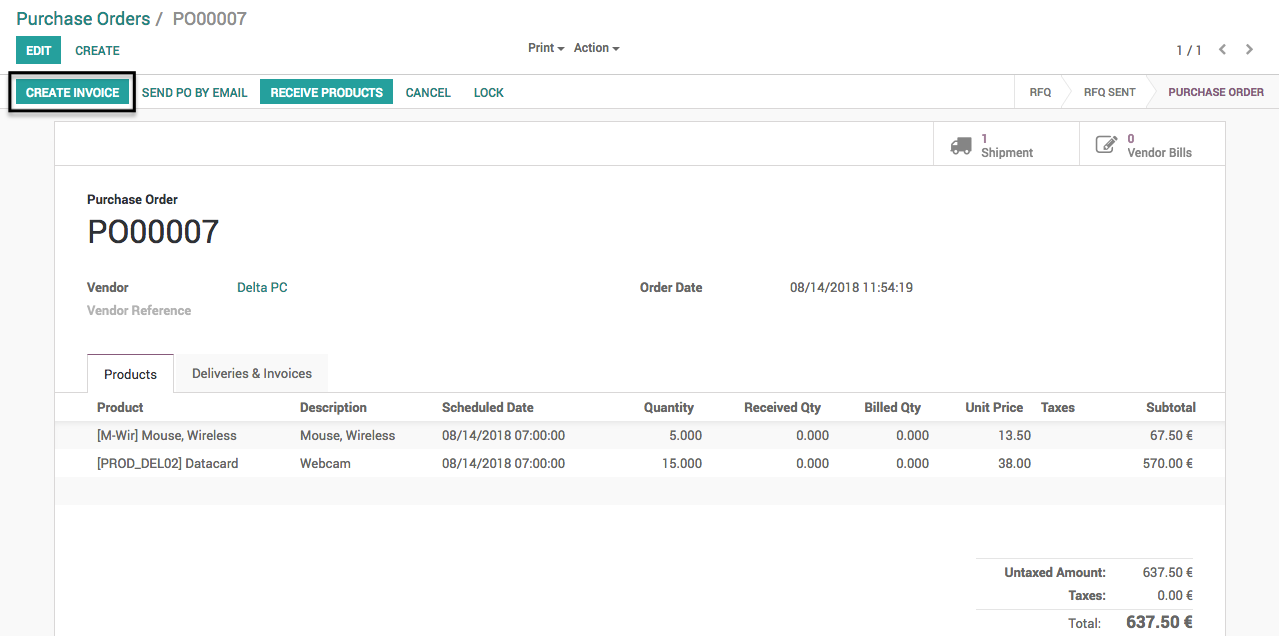 Purchase Orders / PO00007
EDIT CREATE Print Action 1 / 1
CREATE INVOICE SEND PO BY EMAIL RECEIVE PRODUCTS CANCEL LOCK RFQ RFQ SENT PURCHASE ORDER
1 Shipment 0 Vendor Bills
Purchase Order
PO00007
Vendor Delta PC Order Date 08/14/2018 11:54:19
Vendor Reference
Products Deliveries & Invoices
Product Description Scheduled Date Quantity Received Qty Billed Qty Unit Price Taxes Subtotal
[M-Wir] Mouse, Wireless Mouse, Wireless 08/14/2018 07:00:00 5.000 0.000 0.000 13.50 67.50 €
[PROD_DEL02] Datacard Webcam 08/14/2018 07:00:00 15.000 0.000 0.000 38.00 570.00 €
Untaxed Amount: 637.50 €
Taxes: 0.00 €
Total: 637.50 €